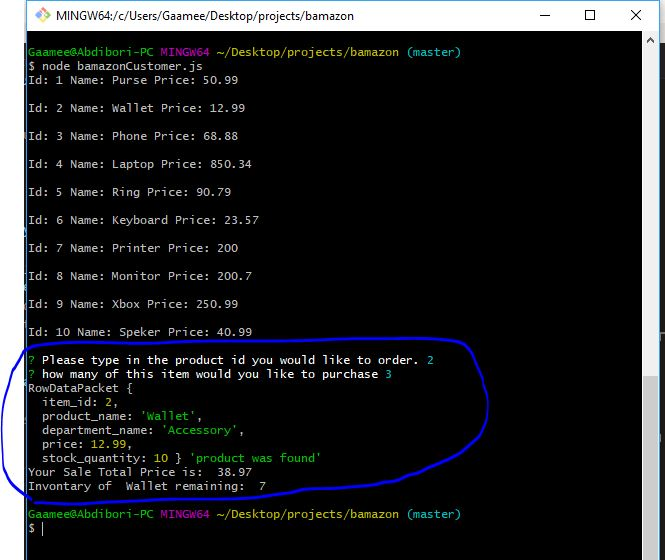 MINGW64:/c/Users/Gaamee/Desktop/projects/bamazon
Gaamee@Abdibori-PC MINGW64 ~/Desktop/projects/bamazon (master)
$ node bamazonCustomer.js
Id: 1 Name: Purse Price: 50.99
Id: 2 Name: Wallet Price: 12.99
Id: 3 Name: Phone Price: 68.88
Id: 4 Name: Laptop Price: 850.34
Id: 5 Name: Ring Price: 90.79
Id: 6 Name: Keyboard Price: 23.57
Id: 7 Name: Printer Price: 200
Id: 8 Name: Monitor Price: 200.7
Id: 9 Name: Xbox Price: 250.99
Id: 10 Name: Speker Price: 40.99
? Please type in the product id you would like to order. 2
? how many of this item would you like to purchase 3
RowDataPacket {
  item_id: 2,
  product_name: 'Wallet',
  department_name: 'Accessory',
  price: 12.99,
  stock_quantity: 10 } 'product was found'
Your Sale Total Price is:  38.97
Invontary of  Wallet remaining:  7
Gaamee@Abdibori-PC MINGW64 ~/Desktop/projects/bamazon (master)
$